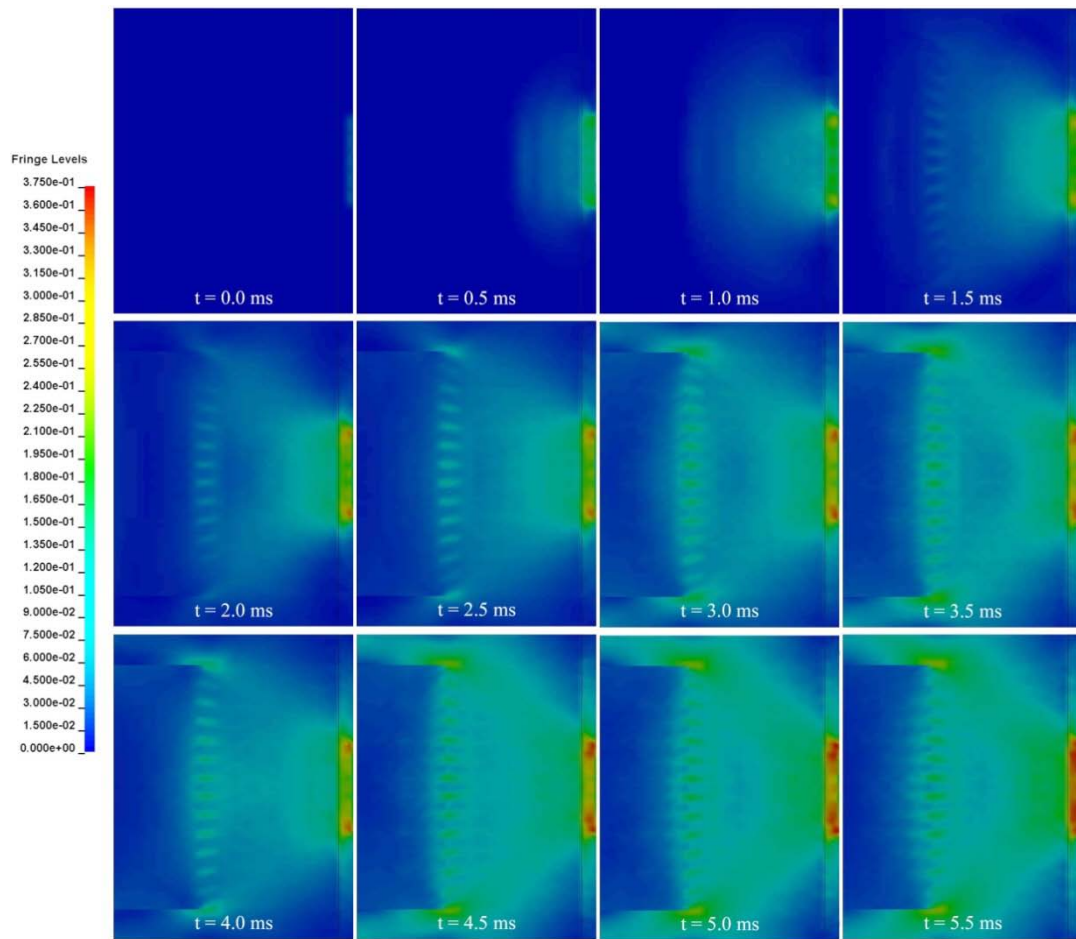 Fringe Levels
3.750e-01
3.600e-01
3.450e-01
3.300e-01
3.150e-01
3.000e-01
2.850e-01
2.700e-01
2.550e-01
2.400e-01
2.250e-01
2.100e-01
1.950e-01
1.800e-01
1.650e-01
1.500e-01
1.350e-01
1.200e-01
1.050e-01
9.000e-02
7.500e-02
6.000e-02
4.500e-02
3.000e-02
1.500e-02
0.000e+00
t = 0.0 ms
t = 0.5 ms
t = 1.0 ms
t = 1.5 ms
t = 2.0 ms
t = 2.5 ms
t = 3.0 ms
t = 3.5 ms
t = 4.0 ms
t = 4.5 ms
t = 5.0 ms
t = 5.5 ms